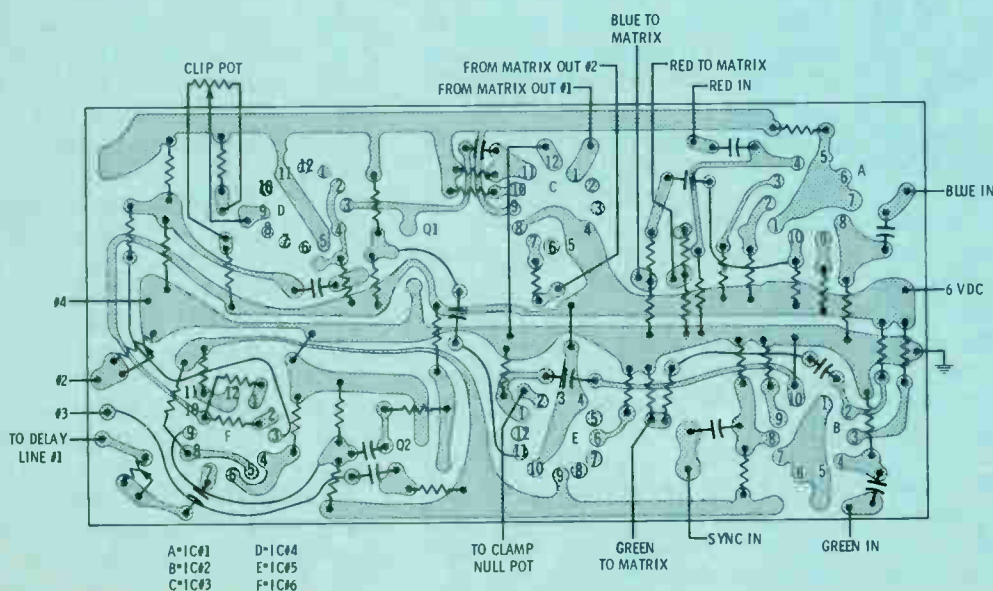 BLUE TO
MATRIX
CLIP POT
FROM MATRIX OUT #2
FROM MATRIX OUT #1
RED TO MATRIX
RED IN
BLUE IN
6 VDC
#4
#2
#3
TO DELAY
LINE #1
A
B
C
D
E
F
Q1
Q2
TO CLAMP
NULL POT
GREEN
TO MATRIX
SYNC IN
GREEN IN
A=IC#1
B=IC#2
C=IC#3
D=IC#4
E=IC#5
F=IC#6